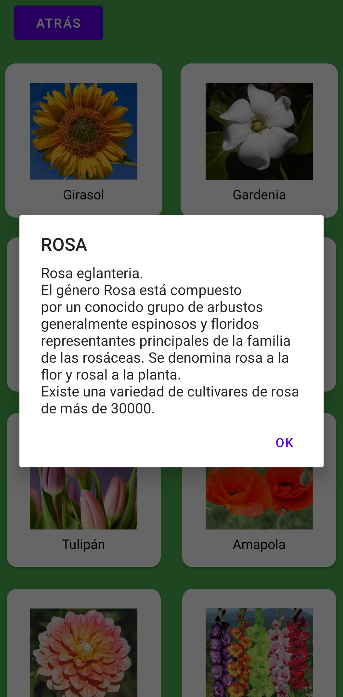 ATRÁS
Girasol
Gardenia
ROSA
Rosa eglanteria.
El género Rosa está compuesto
por un conocido grupo de arbustos
generalmente espinosos y floridos
representantes principales de la familia
de las rosáceas. Se denomina rosa a la
flor y rosal a la planta.
Existe una variedad de cultivares de rosa
de más de 30000.
OK
Tulipán
Amapola